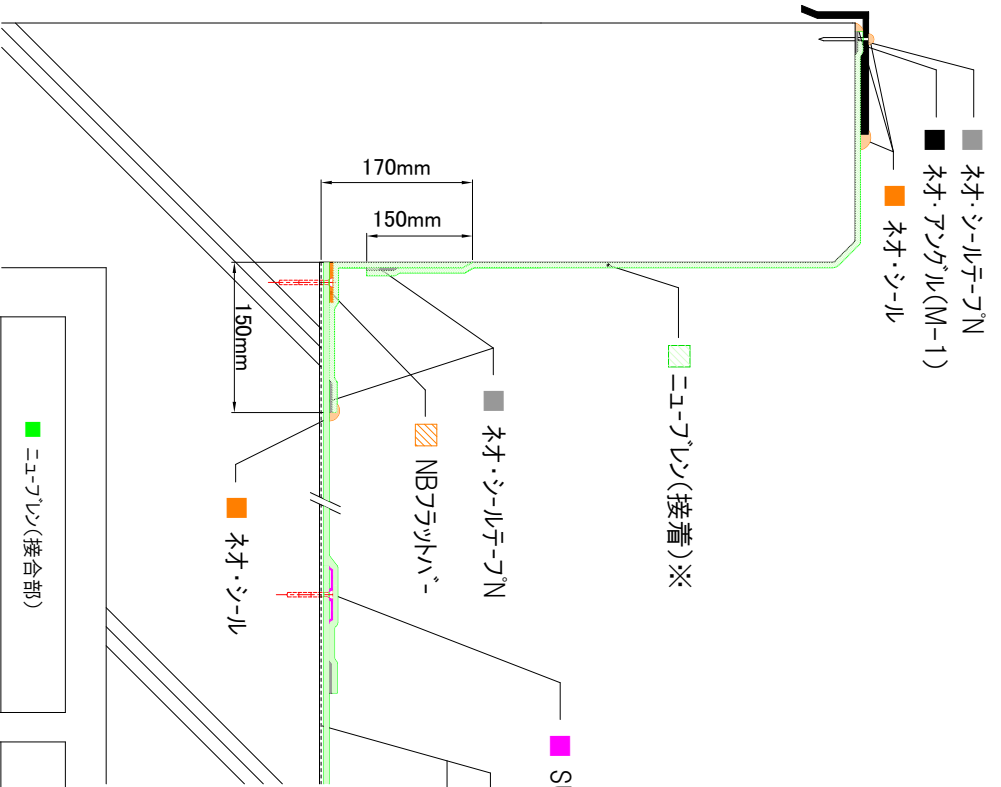 ネオ・シールテープN
ネオ・アングル(M-1)
ネオ・シール
170mm
150mm
150mm
ニューブレン(接着)※
ネオ・シールテープN
NBフラットバー
ネオ・シール
ニューブレン(接合部)